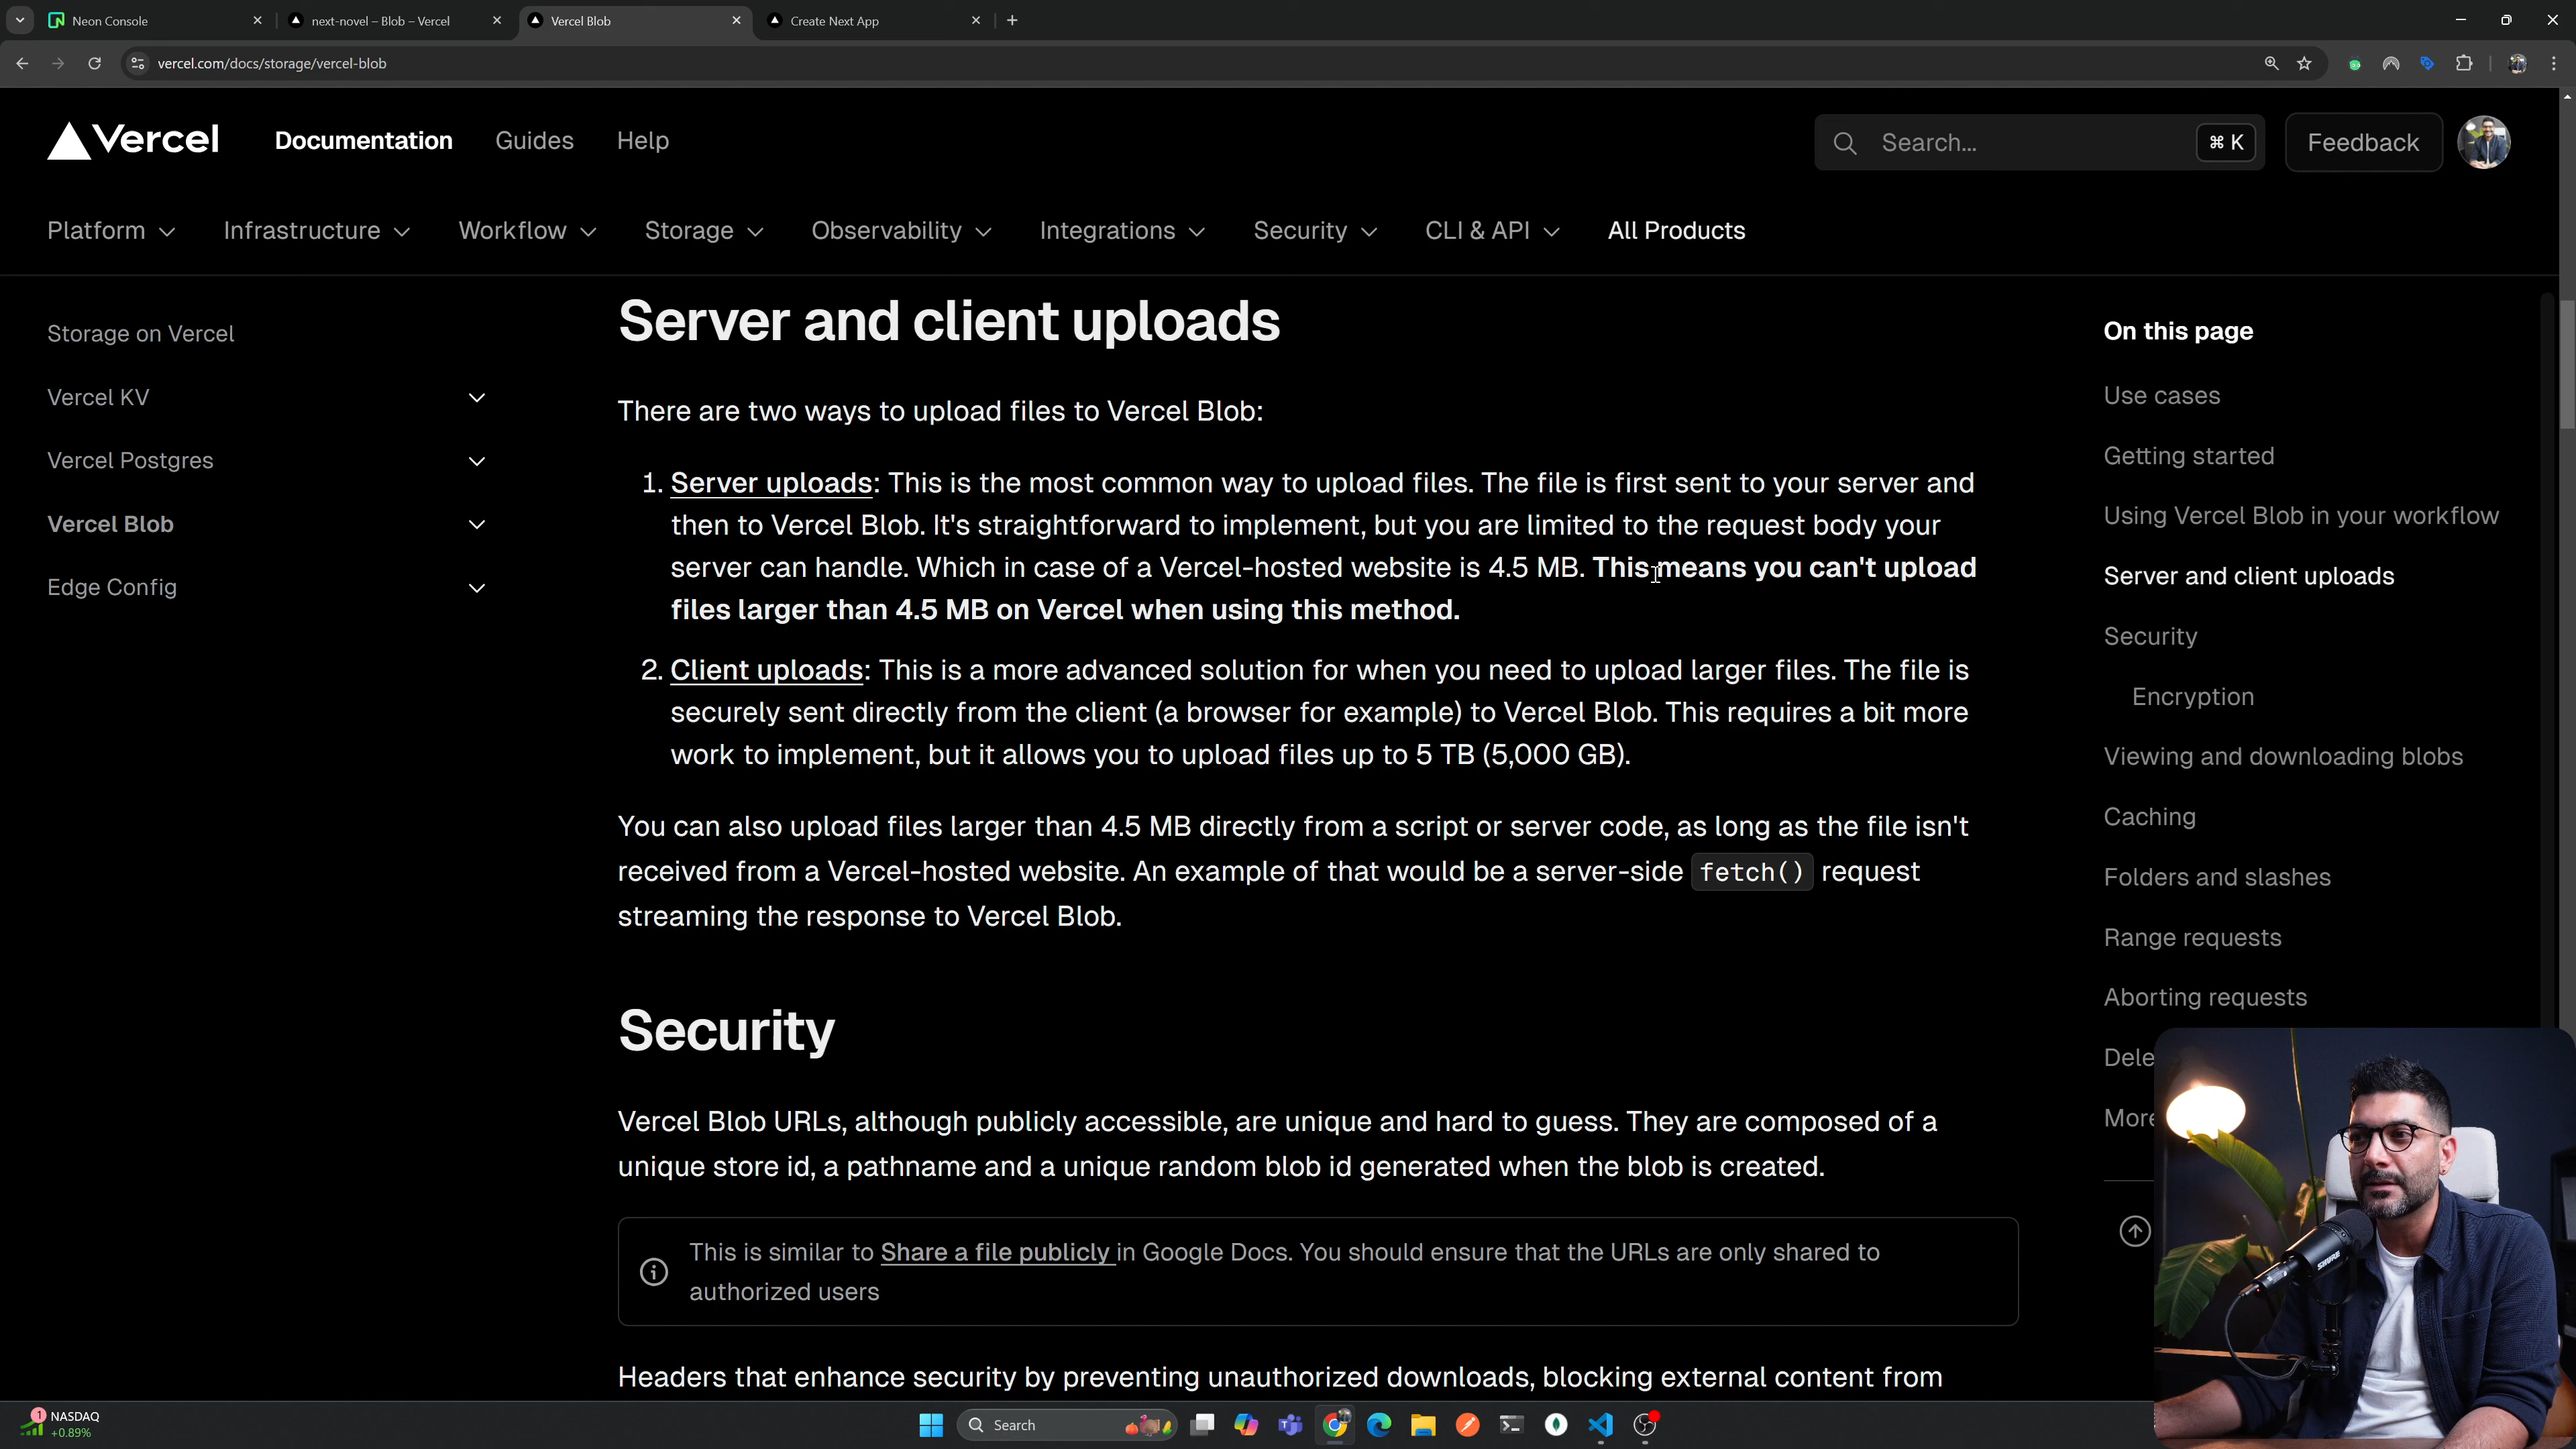 Neon Console
next-novel – Blob – Vercel
Vercel Blob
Create Next App
vercel.com/docs/storage/vercel-blob
Vercel
Documentation
Guides
Help
Search...
⌘ K
Feedback
Platform
Infrastructure
Workflow
Storage
Observability
Integrations
Security
CLI & API
All Products
Storage on Vercel
Vercel KV
Vercel Postgres
Vercel Blob
Edge Config
Server and client uploads
There are two ways to upload files to Vercel Blob:
1. Server uploads: This is the most common way to upload files. The file is first sent to your server and
then to Vercel Blob. It's straightforward to implement, but you are limited to the request body your
server can handle. Which in case of a Vercel-hosted website is 4.5 MB. This means you can't upload
files larger than 4.5 MB on Vercel when using this method.
2. Client uploads: This is a more advanced solution for when you need to upload larger files. The file is
securely sent directly from the client (a browser for example) to Vercel Blob. This requires a bit more
work to implement, but it allows you to upload files up to 5 TB (5,000 GB).
You can also upload files larger than 4.5 MB directly from a script or server code, as long as the file isn't
received from a Vercel-hosted website. An example of that would be a server-side fetch() request
streaming the response to Vercel Blob.
Security
Vercel Blob URLs, although publicly accessible, are unique and hard to guess. They are composed of a
unique store id, a pathname and a unique random blob id generated when the blob is created.
This is similar to Share a file publicly in Google Docs. You should ensure that the URLs are only shared to
authorized users
Headers that enhance security by preventing unauthorized downloads, blocking external content from
On this page
Use cases
Getting started
Using Vercel Blob in your workflow
Server and client uploads
Security
Encryption
Viewing and downloading blobs
Caching
Folders and slashes
Range requests
Aborting requests
Dele
More
SHURE
1
NASDAQ
+0.89%
Search